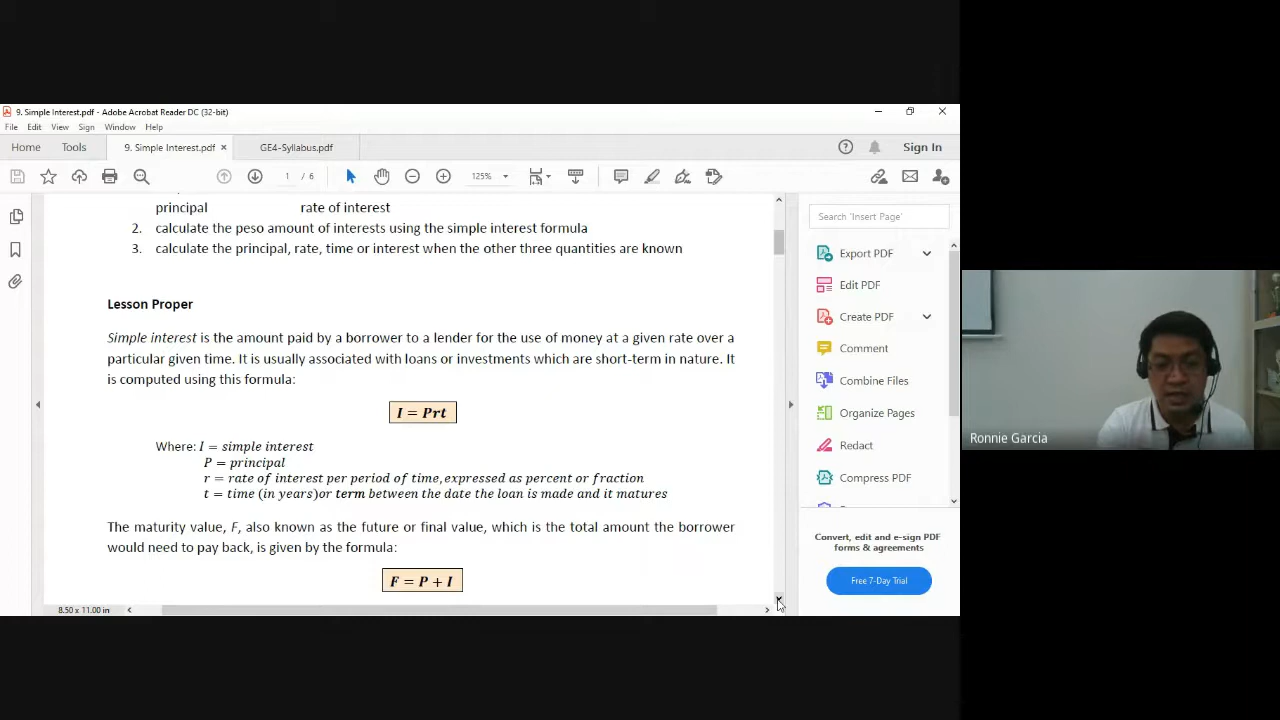 9. Simple Interest.pdf - Adobe Acrobat Reader DC (32-bit)
File Edit View Sign Window Help
Home Tools 9. Simple Interest.pdf × GE4-Syllabus.pdf Sign In
1 / 6 125%
principal rate of interest
2. calculate the peso amount of interests using the simple interest formula
3. calculate the principal, rate, time or interest when the other three quantities are known
Lesson Proper
Simple interest is the amount paid by a borrower to a lender for the use of money at a given rate over a
particular given time. It is usually associated with loans or investments which are short-term in nature. It
is computed using this formula:
I = Prt
Where: I = simple interest
P = principal
r = rate of interest per period of time, expressed as percent or fraction
t = time (in years)or term between the date the loan is made and it matures
The maturity value, F, also known as the future or final value, which is the total amount the borrower
would need to pay back, is given by the formula:
F = P + I
8.50 x 11.00 in
Search 'Insert Page'
Export PDF
Edit PDF
Create PDF
Comment
Combine Files
Organize Pages
Redact
Compress PDF
Convert, edit and e-sign PDF
forms & agreements
Free 7-Day Trial
Ronnie Garcia